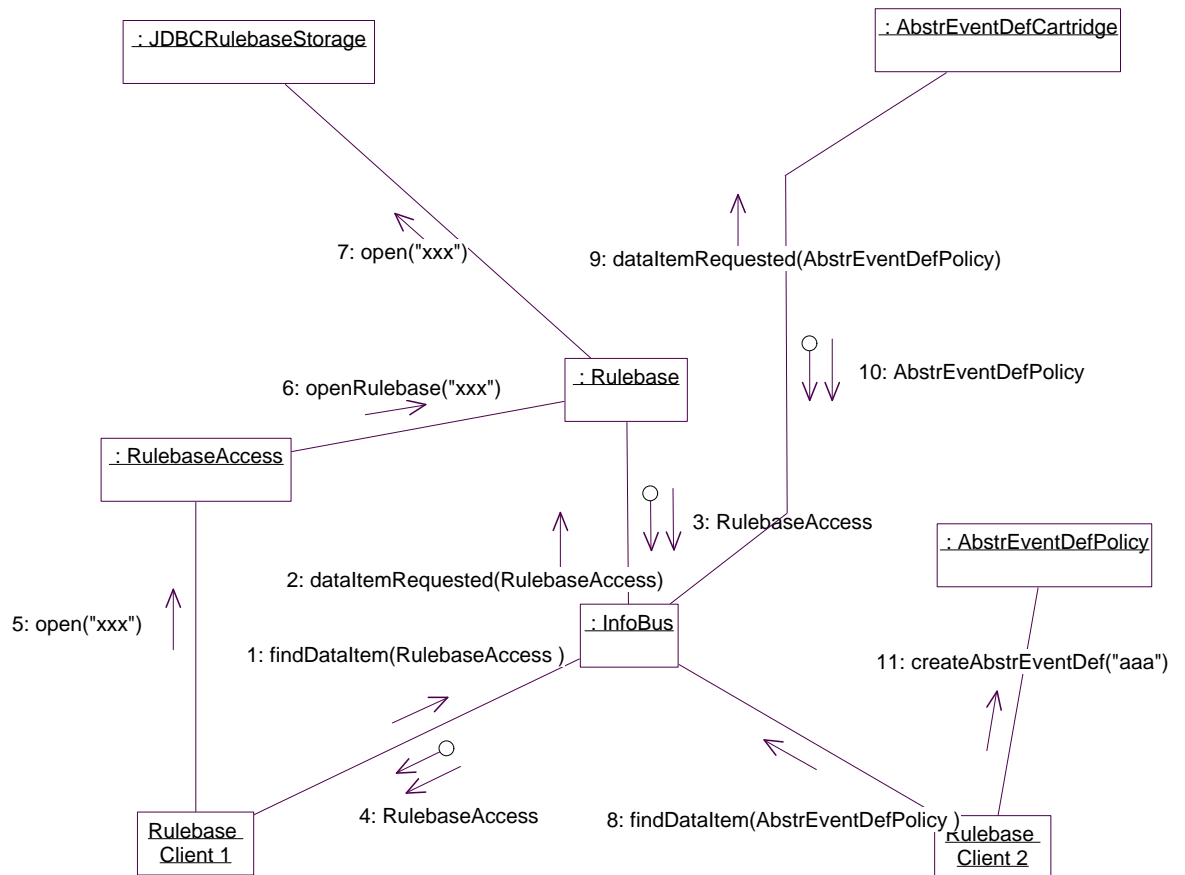 : JDBCRulebaseStorage
: AbstrEventDefCartridge
7: open("xxx")
9: dataItemRequested(AbstrEventDefPolicy)
6: openRulebase("xxx")
: Rulebase
10: AbstrEventDefPolicy
: RulebaseAccess
3: RulebaseAccess
: AbstrEventDefPolicy
2: dataItemRequested(RulebaseAccess)
5: open("xxx")
: InfoBus
1: findDataItem(RulebaseAccess )
11: createAbstrEventDef("aaa")
4: RulebaseAccess
8: findDataItem(AbstrEventDefPolicy )
Rulebase
Client 1
Rulebase
Client 2